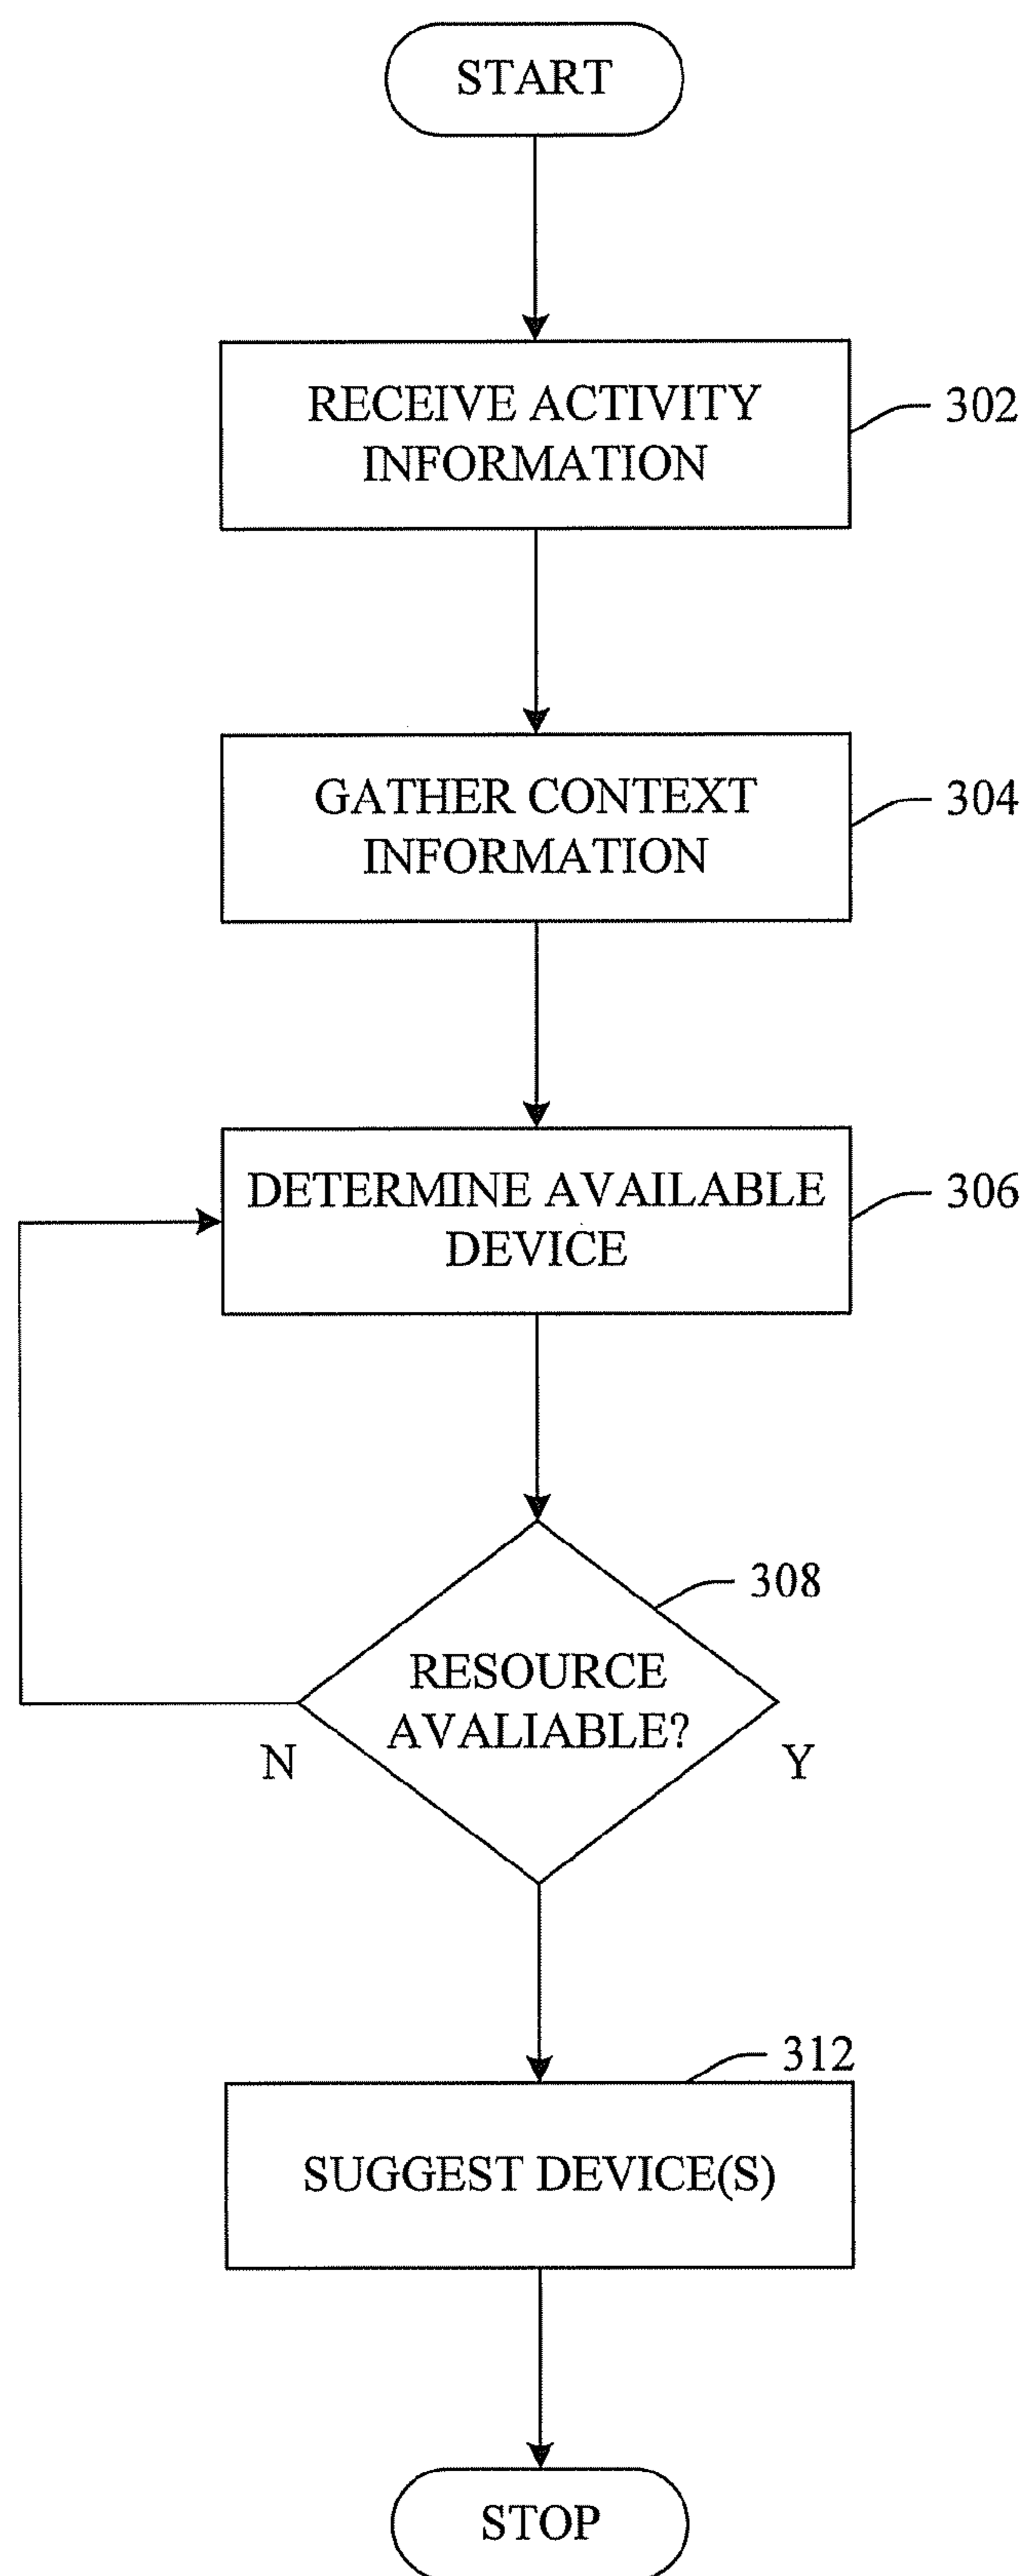 START
RECEIVE ACTIVITY
INFORMATION
302
GATHER CONTEXT
INFORMATION
304
DETERMINE AVAILABLE
DEVICE
306
308
RESOURCE
AVALIABLE?
N
Y
312
SUGGEST DEVICE(S)
STOP